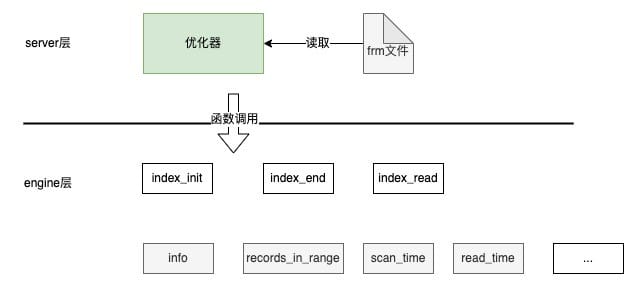 server层
优化器
读取
frm文件
函数调用
engine层
index_init
index_end
index_read
info
records_in_range
scan_time
read_time
...